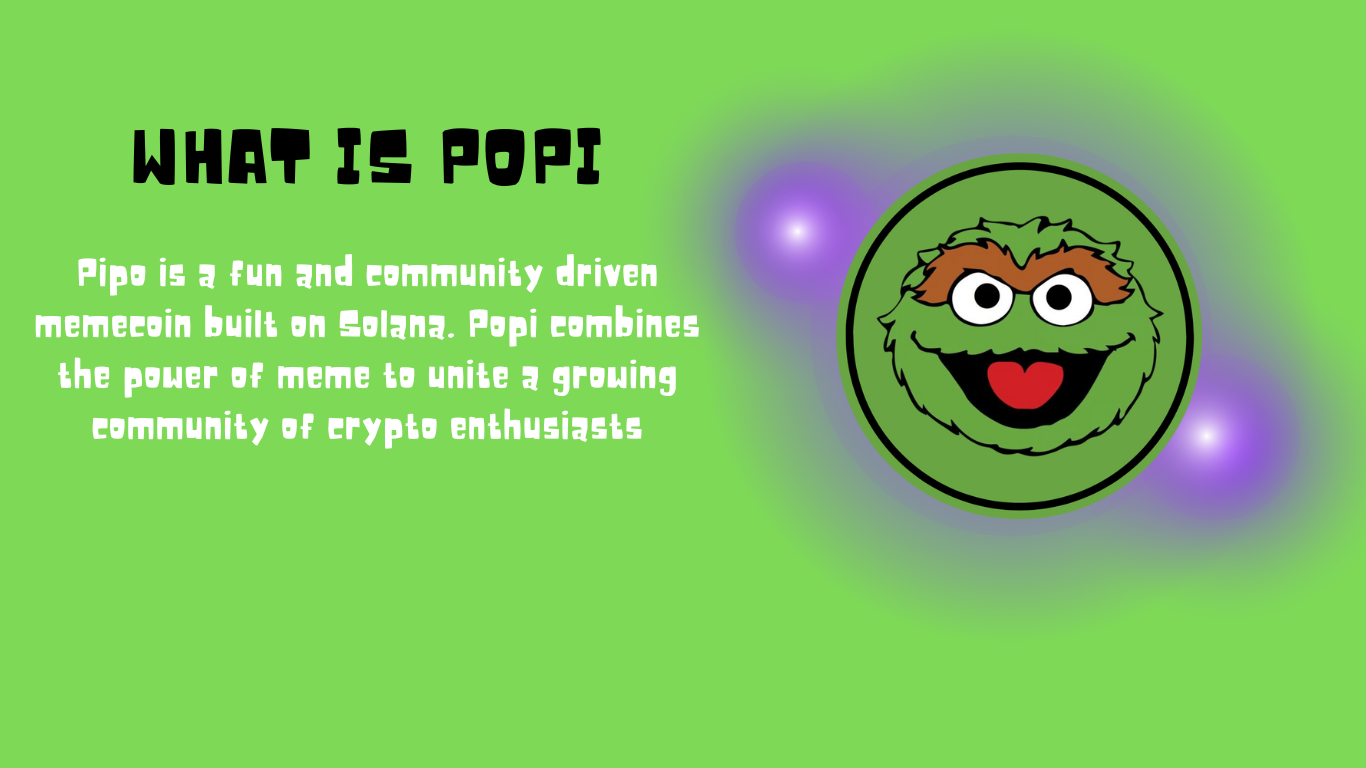 WHAT IS POPI
Pipo is a fun and community driven
memecoin built on Solana. Popi combines
the power of meme to unite a growing
community of crypto enthusiasts